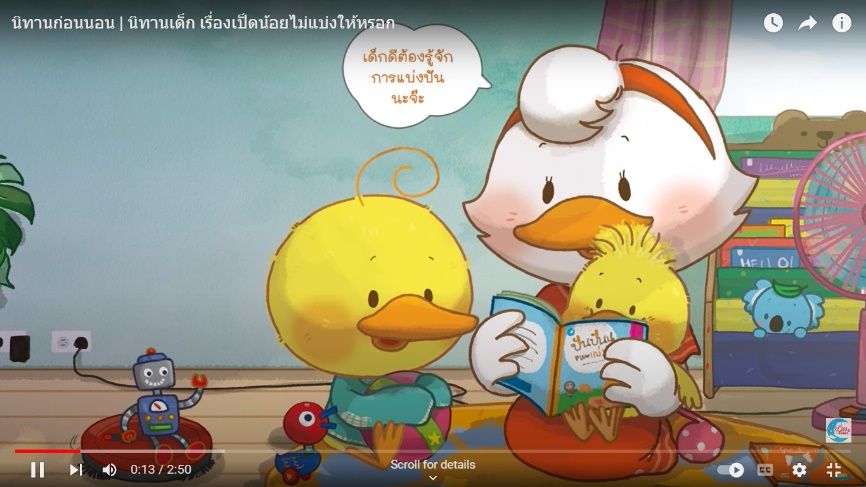 นิทานก่อนนอน | นิทานเด็ก เรื่องเป็ดน้อยไม่แบ่งให้หรอก
เด็กดีต้องรู้จัก
การแบ่งปัน
นะจ๊ะ
HELLO!
0:13 / 2:50
Scroll for details
CC